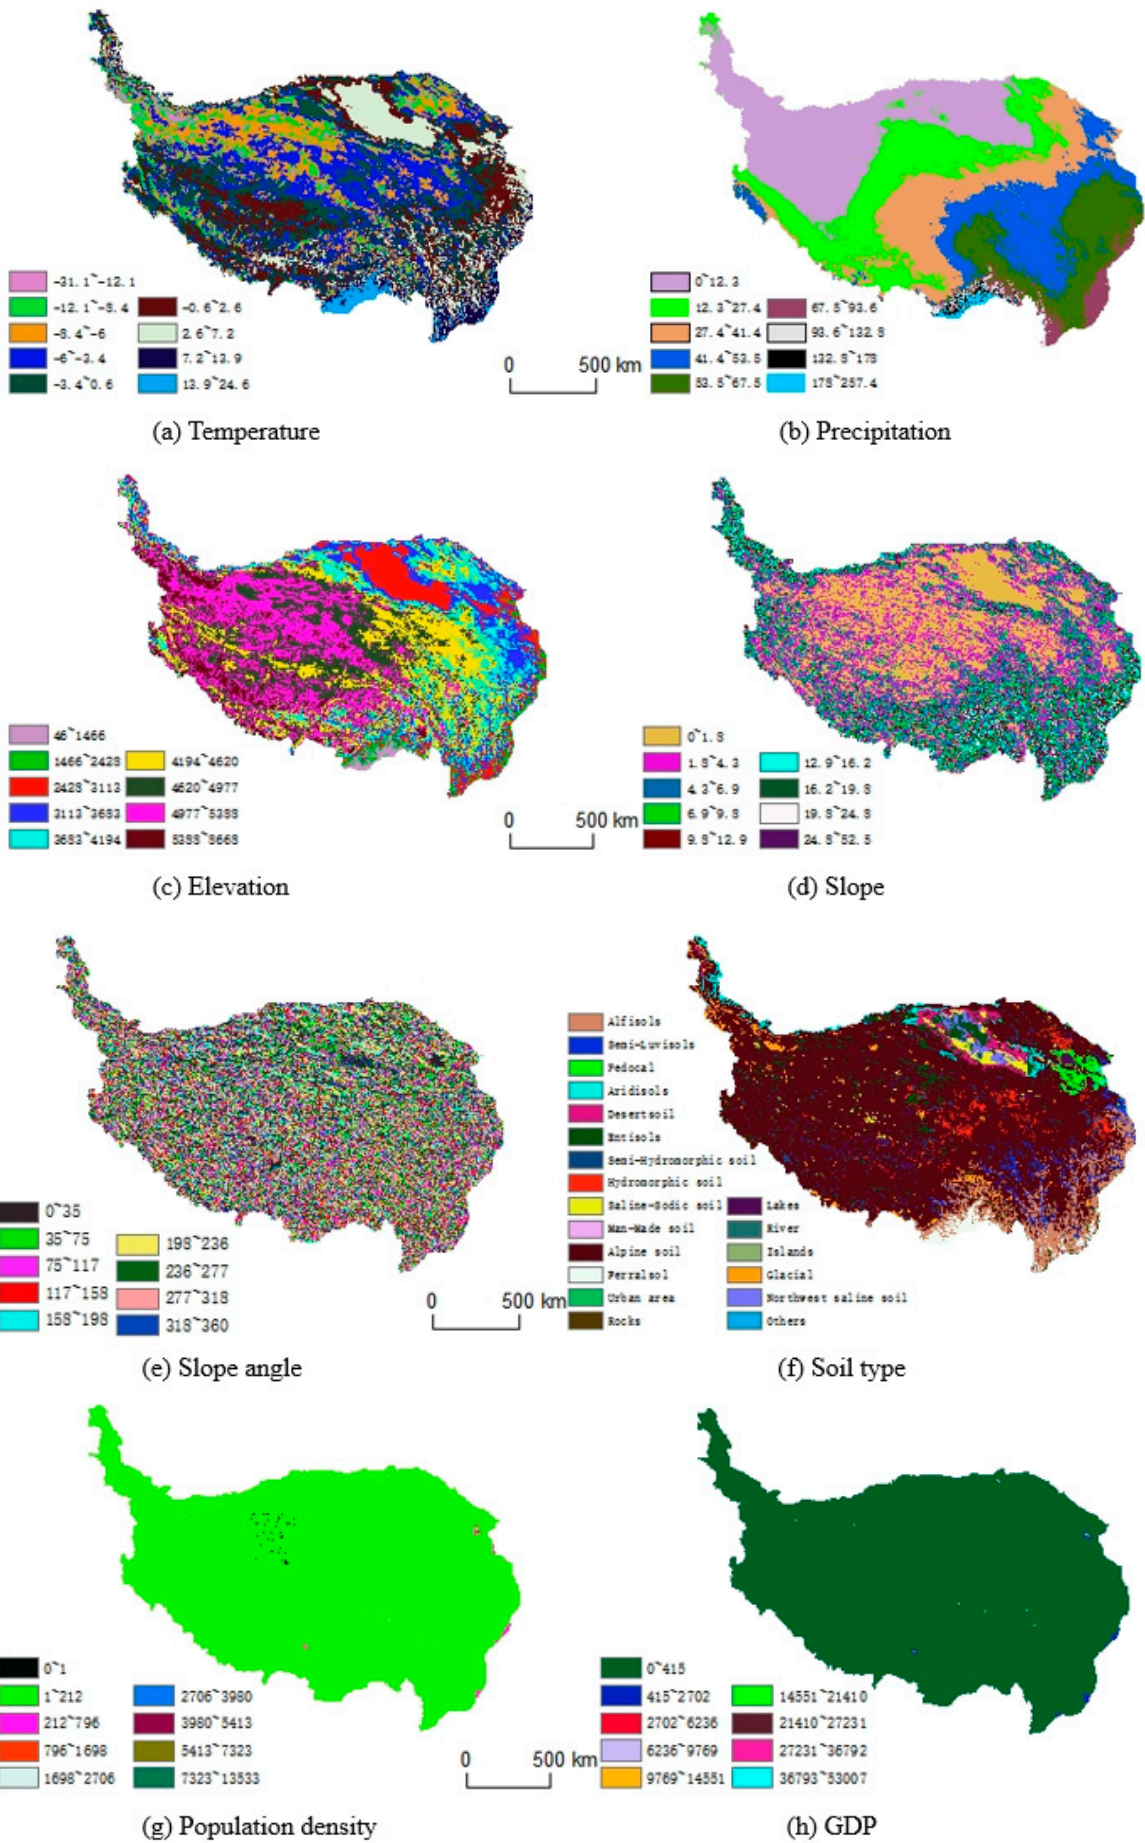 -31.1~-12.1
-12.1~-8.4
-0.6~2.6
-8.4~-6
2.6~7.2
-6~-3.4
7.2~13.9
-3.4~0.6
13.9~24.6
0
500 km
(a) Temperature
0~12.3
12.3~27.4
67.5~93.6
27.4~41.4
93.6~132.8
41.4~53.5
132.8~178
53.5~67.5
178~257.4
(b) Precipitation
46~1466
1466~2428
4194~4620
2428~3113
4620~4977
3113~3683
4977~5388
3683~4194
5388~8668
0
500 km
(c) Elevation
0~1.8
1.8~4.3
12.9~16.2
4.3~6.9
16.2~19.8
6.9~9.8
19.8~24.8
9.8~12.9
24.8~52.5
(d) Slope
0~35
35~75
198~236
75~117
236~277
117~158
277~318
158~198
318~360
0
500 km
(e) Slope angle
Alfisols
Semi-Luvisols
Pedocal
Aridisols
Desertsoil
Entisols
Semi-Hydromorphic soil
Hydromorphic soil
Saline-Sodic soil
Lakes
Man-Made soil
River
Alpine soil
Islands
Ferralsol
Glacial
Urban area
Northwest saline soil
Rocks
Others
(f) Soil type
0~1
1~212
2706~3980
212~796
3980~5413
796~1698
5413~7323
1698~2706
7323~13533
0
500 km
(g) Population density
0~415
415~2702
14551~21410
2702~6236
21410~27231
6236~9769
27231~36792
9769~14551
36793~53007
(h) GDP